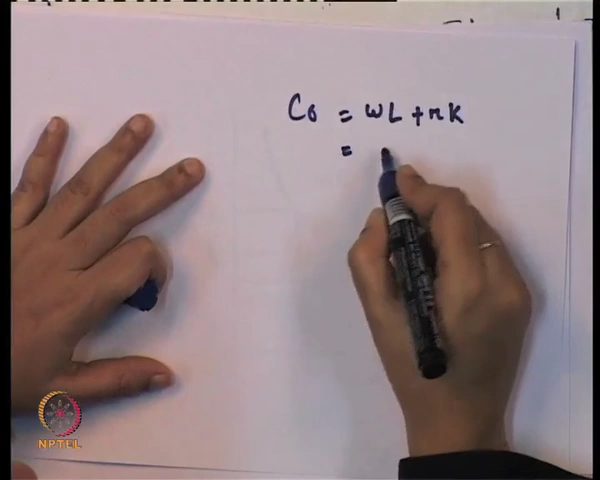 C0 = wL + rK
=
NPTEL